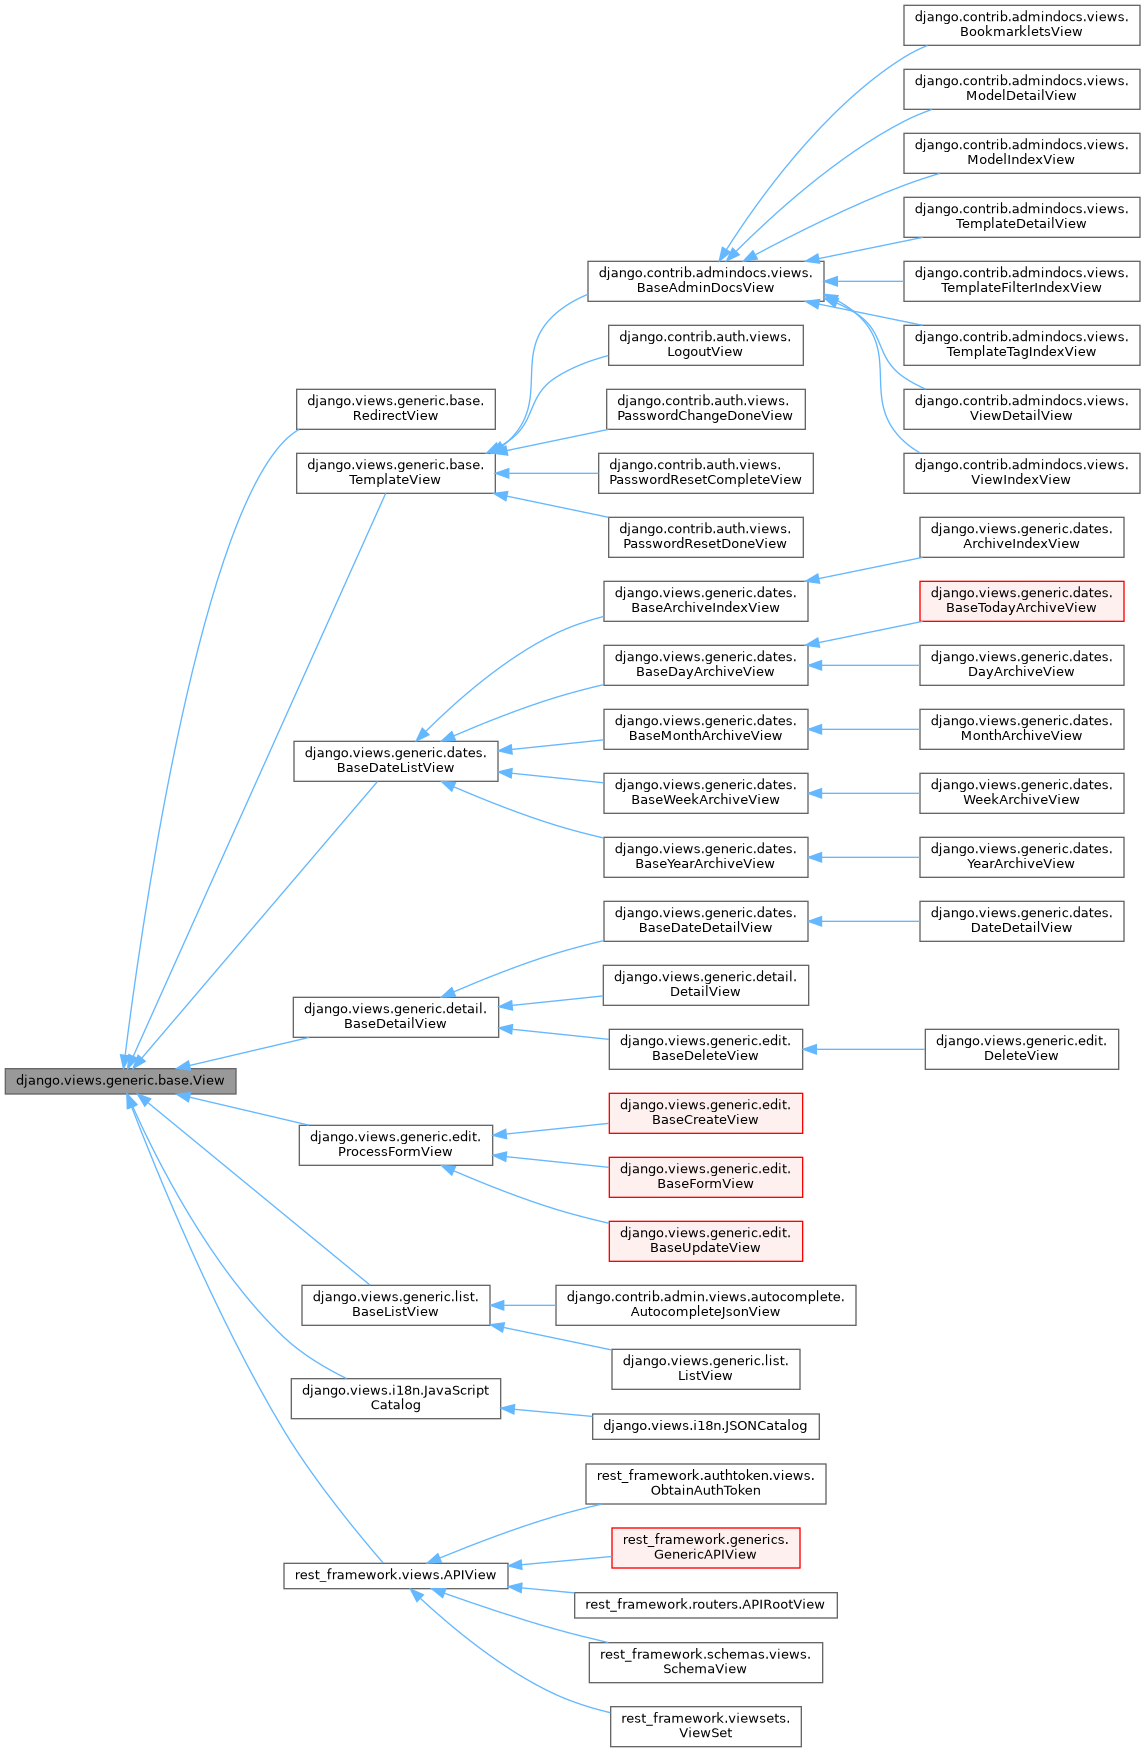 django.contrib.admindocs.views.
BookmarkletsView
django.contrib.admindocs.views.
ModelDetailView
django.contrib.admindocs.views.
ModelIndexView
django.contrib.admindocs.views.
TemplateDetailView
django.contrib.admindocs.views.
BaseAdminDocsView
django.contrib.admindocs.views.
TemplateFilterIndexView
django.contrib.auth.views.
LogoutView
django.contrib.admindocs.views.
TemplateTagIndexView
django.views.generic.base.
RedirectView
django.contrib.auth.views.
PasswordChangeDoneView
django.contrib.admindocs.views.
ViewDetailView
django.views.generic.base.
TemplateView
django.contrib.auth.views.
PasswordResetCompleteView
django.contrib.admindocs.views.
ViewIndexView
django.contrib.auth.views.
PasswordResetDoneView
django.views.generic.dates.
ArchiveIndexView
django.views.generic.dates.
BaseArchiveIndexView
django.views.generic.dates.
BaseTodayArchiveView
django.views.generic.dates.
BaseDayArchiveView
django.views.generic.dates.
DayArchiveView
django.views.generic.dates.
BaseMonthArchiveView
django.views.generic.dates.
MonthArchiveView
django.views.generic.dates.
BaseDateListView
django.views.generic.dates.
BaseWeekArchiveView
django.views.generic.dates.
WeekArchiveView
django.views.generic.dates.
BaseYearArchiveView
django.views.generic.dates.
YearArchiveView
django.views.generic.dates.
BaseDateDetailView
django.views.generic.dates.
DateDetailView
django.views.generic.detail.
DetailView
django.views.generic.detail.
BaseDetailView
django.views.generic.edit.
BaseDeleteView
django.views.generic.edit.
DeleteView
django.views.generic.base.View
django.views.generic.edit.
BaseCreateView
django.views.generic.edit.
ProcessFormView
django.views.generic.edit.
BaseFormView
django.views.generic.edit.
BaseUpdateView
django.views.generic.list.
BaseListView
django.contrib.admin.views.autocomplete.
AutocompleteJsonView
django.views.generic.list.
ListView
django.views.i18n.JavaScript
Catalog
django.views.i18n.JSONCatalog
rest_framework.authtoken.views.
ObtainAuthToken
rest_framework.generics.
GenericAPIView
rest_framework.views.APIView
rest_framework.routers.APIRootView
rest_framework.schemas.views.
SchemaView
rest_framework.viewsets.
ViewSet